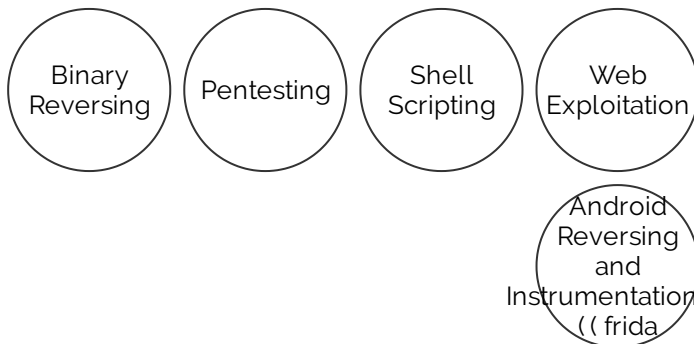 Binary
Reversing
Pentesting
Shell
Scripting
Web
Exploitation
Android
Reversing
and
Instrumentation
(( frida